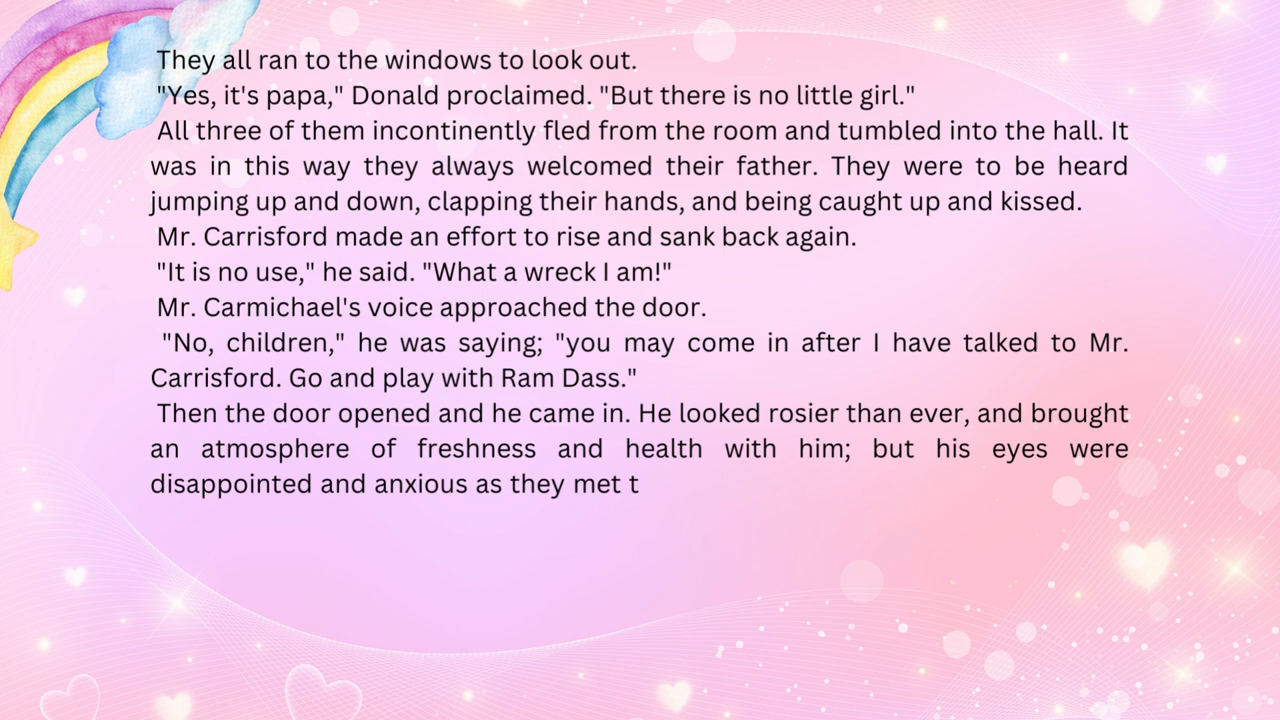 They all ran to the windows to look out.
"Yes, it's papa," Donald proclaimed. "But there is no little girl."
All three of them incontinently fled from the room and tumbled into the hall. It
was in this way they always welcomed their father. They were to be heard
jumping up and down, clapping their hands, and being caught up and kissed.
Mr. Carrisford made an effort to rise and sank back again.
"It is no use," he said. "What a wreck I am!"
Mr. Carmichael's voice approached the door.
"No, children," he was saying; "you may come in after I have talked to Mr.
Carrisford. Go and play with Ram Dass."
Then the door opened and he came in. He looked rosier than ever, and brought
an atmosphere of freshness and health with him; but his eyes were
disappointed and anxious as they met t